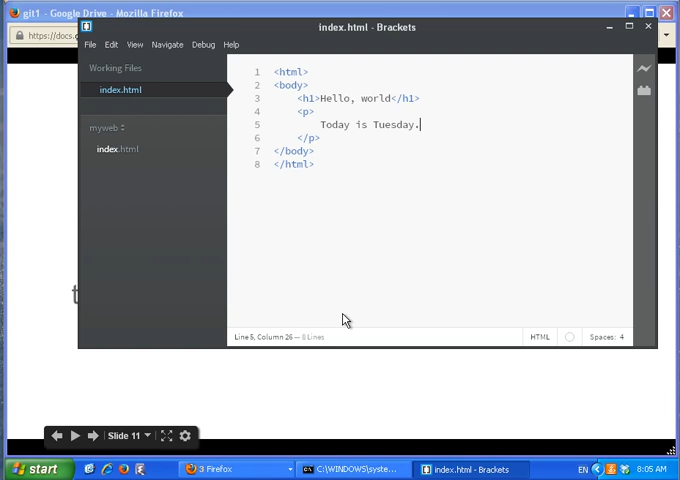 git1 - Google Drive - Mozilla Firefox
https://docs.g
index.html - Brackets
File Edit View Navigate Debug Help
Working Files
index.html
myweb
index.html
1 <html>
2 <body>
3 <h1>Hello, world</h1>
4 <p>
5 Today is Tuesday.
6 </p>
7 </body>
8 </html>
t
Line 5, Column 26 — 8 Lines
HTML
Spaces: 4
Slide 11
start
3 Firefox
C:\WINDOWS\syste...
index.html - Brackets
EN
8:05 AM